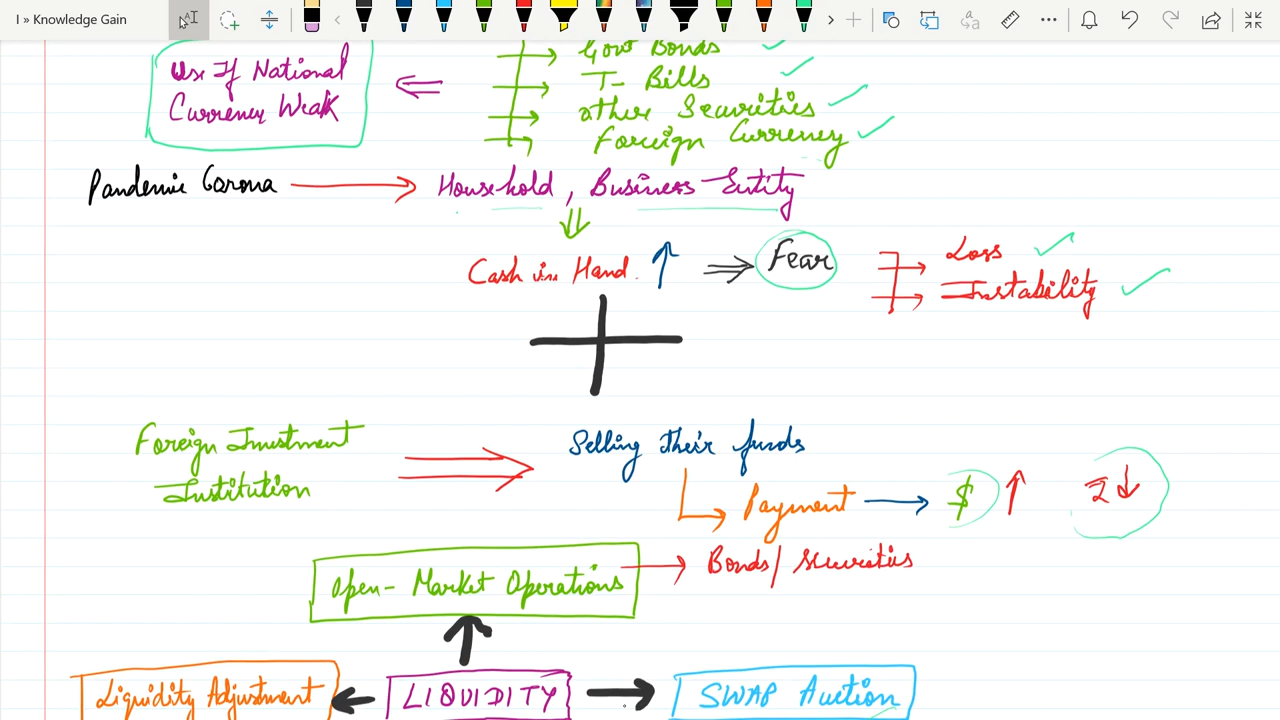 I » Knowledge Gain
Govt Bonds
Use If National
Currency Weak
T- Bills
other Securities
Foreign Currency
Pandemic Corona
Household, Business Entity
Cash in Hand
Fear
Loss
Instability
Foreign Investment
Institution
Selling their funds
Payment
$
Open-Market Operations
Bonds/Securities
Liquidity Adjustment
LIQUIDITY
SWAP Auction